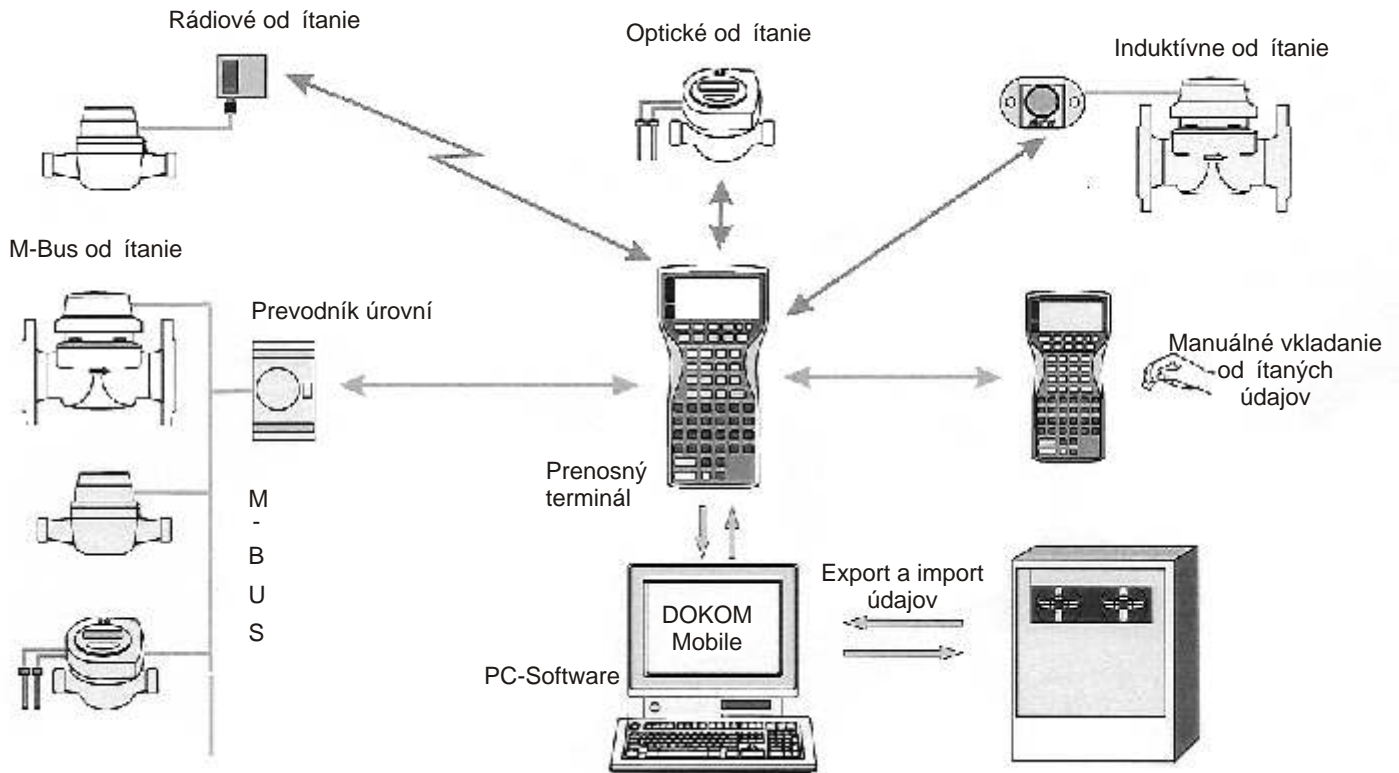 Rádiové od ítanie
Optické od ítanie
Induktívne od ítanie
M-Bus od ítanie
Prevodník úrovní
Manuálné vkladanie
od ítaných
údajov
Prenosný
terminál
M
-
B
U
S
Export a import
údajov
DOKOM
Mobile
PC-Software